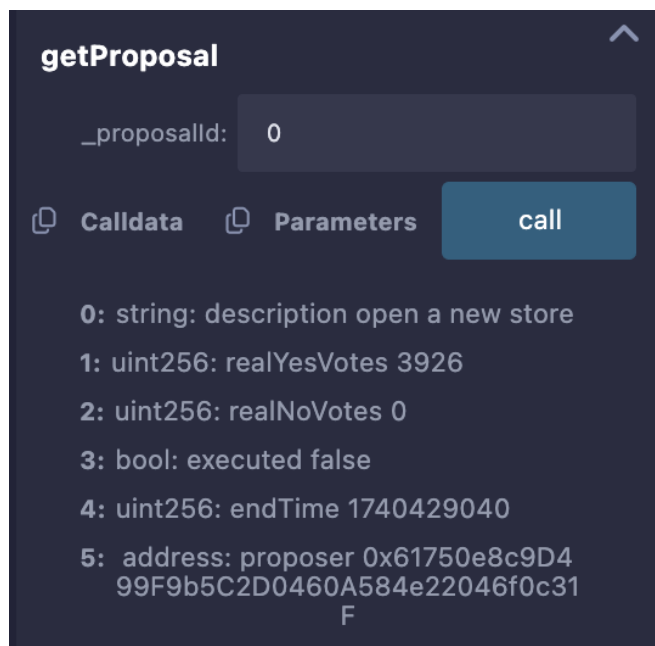 getProposal
_proposalId: 0
Calldata Parameters call
0: string: description open a new store
1: uint256: realYesVotes 3926
2: uint256: realNoVotes 0
3: bool: executed false
4: uint256: endTime 1740429040
5: address: proposer 0x61750e8c9D4
99F9b5C2D0460A584e22046f0c31
F